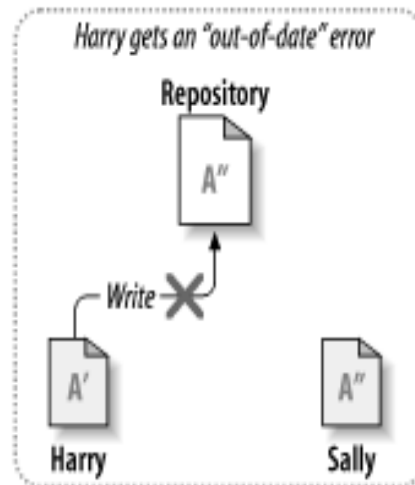 Harry gets an “out-of-date” error
Repository
A″
Write
A′
A″
Harry
Sally